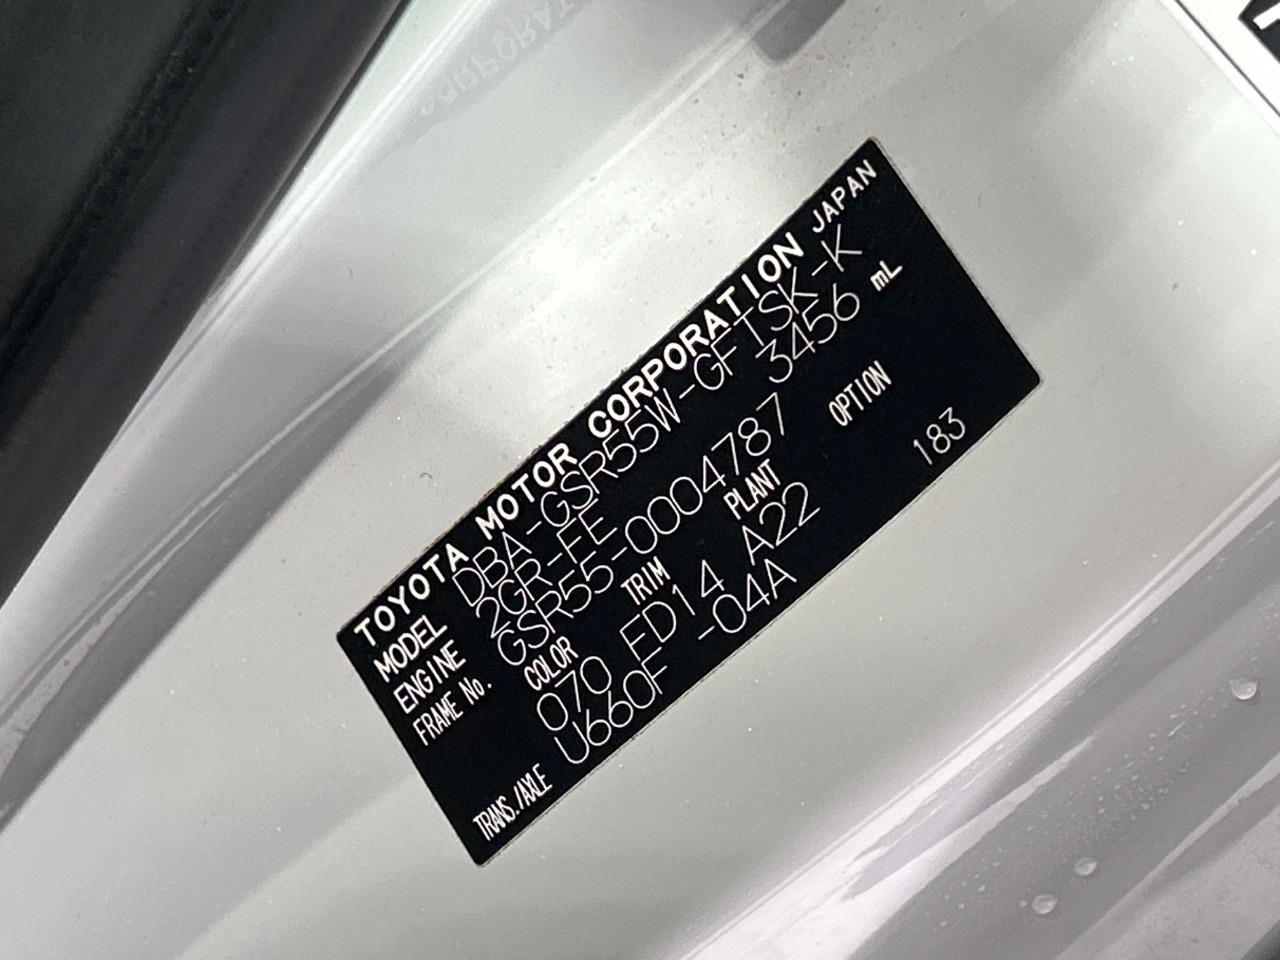 TOYOTA MOTOR CORPORATION JAPAN
MODEL DBA-GSR55W-GFTSK-K
ENGINE 2GR-FE 3456 mL
FRAME No. GSR55-0004787
COLOR TRIM PLANT OPTION
070 FD14 A22 183
TRANS./AXLE U660F -04A